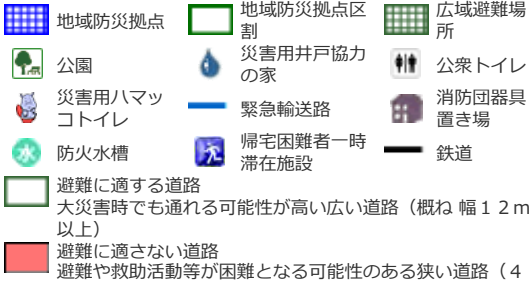 地域防災拠点
地域防災拠点区
割
広域避難場
所
公園
災害用井戸協力
の家
公衆トイレ
災害用ハマッ
コトイレ
緊急輸送路
消防団器具
置き場
水
防火水槽
帰宅困難者一時
滞在施設
鉄道
避難に適する道路
大災害時でも通れる可能性が高い広い道路（概ね 幅１２ｍ
以上）
避難に適さない道路
避難や救助活動等が困難となる可能性のある狭い道路（４